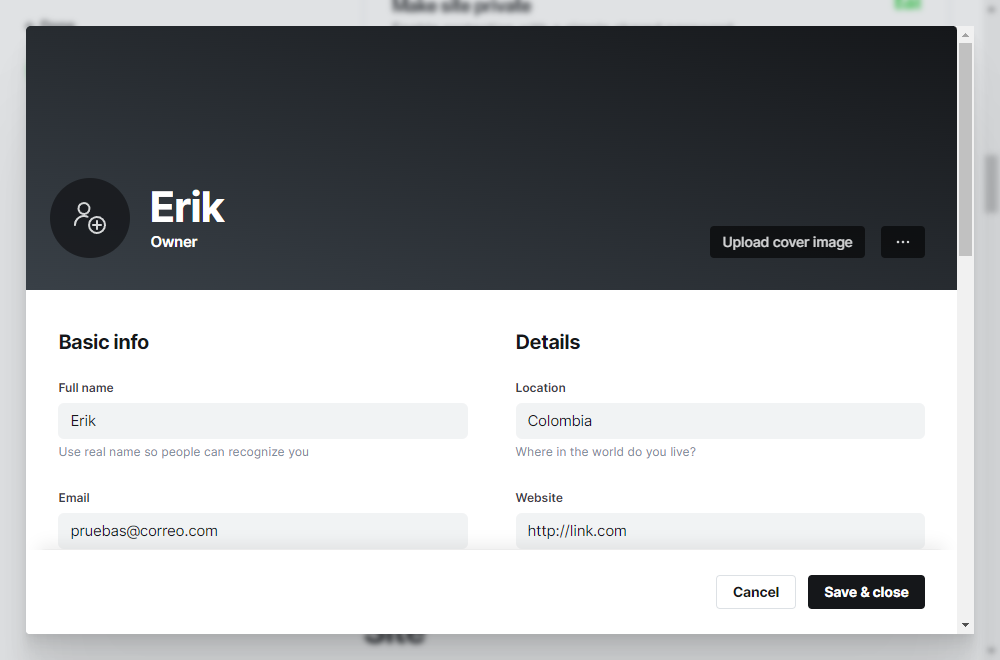 Make site private
Edit
Erik
Owner
Upload cover image
Basic info
Details
Full name
Location
Erik
Colombia
Use real name so people can recognize you
Where in the world do you live?
Email
Website
pruebas@correo.com
http://link.com
Cancel
Save & close
Site